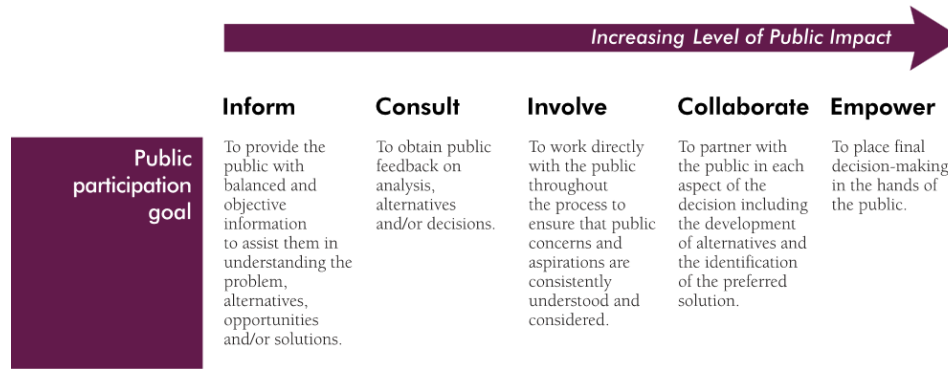 Increasing Level of Public Impact
Inform
Consult
Involve
Collaborate
Empower
Public
participation
goal
To provide the
public with
balanced and
objective
information
to assist them in
understanding the
problem,
alternatives,
opportunities
and/or solutions.
To obtain public
feedback on
analysis,
alternatives
and/or decisions.
To work directly
with the public
throughout
the process to
ensure that public
concerns and
aspirations are
consistently
understood and
considered.
To partner with
the public in each
aspect of the
decision including
the development
of alternatives and
the identification
of the preferred
solution.
To place final
decision-making
in the hands of
the public.